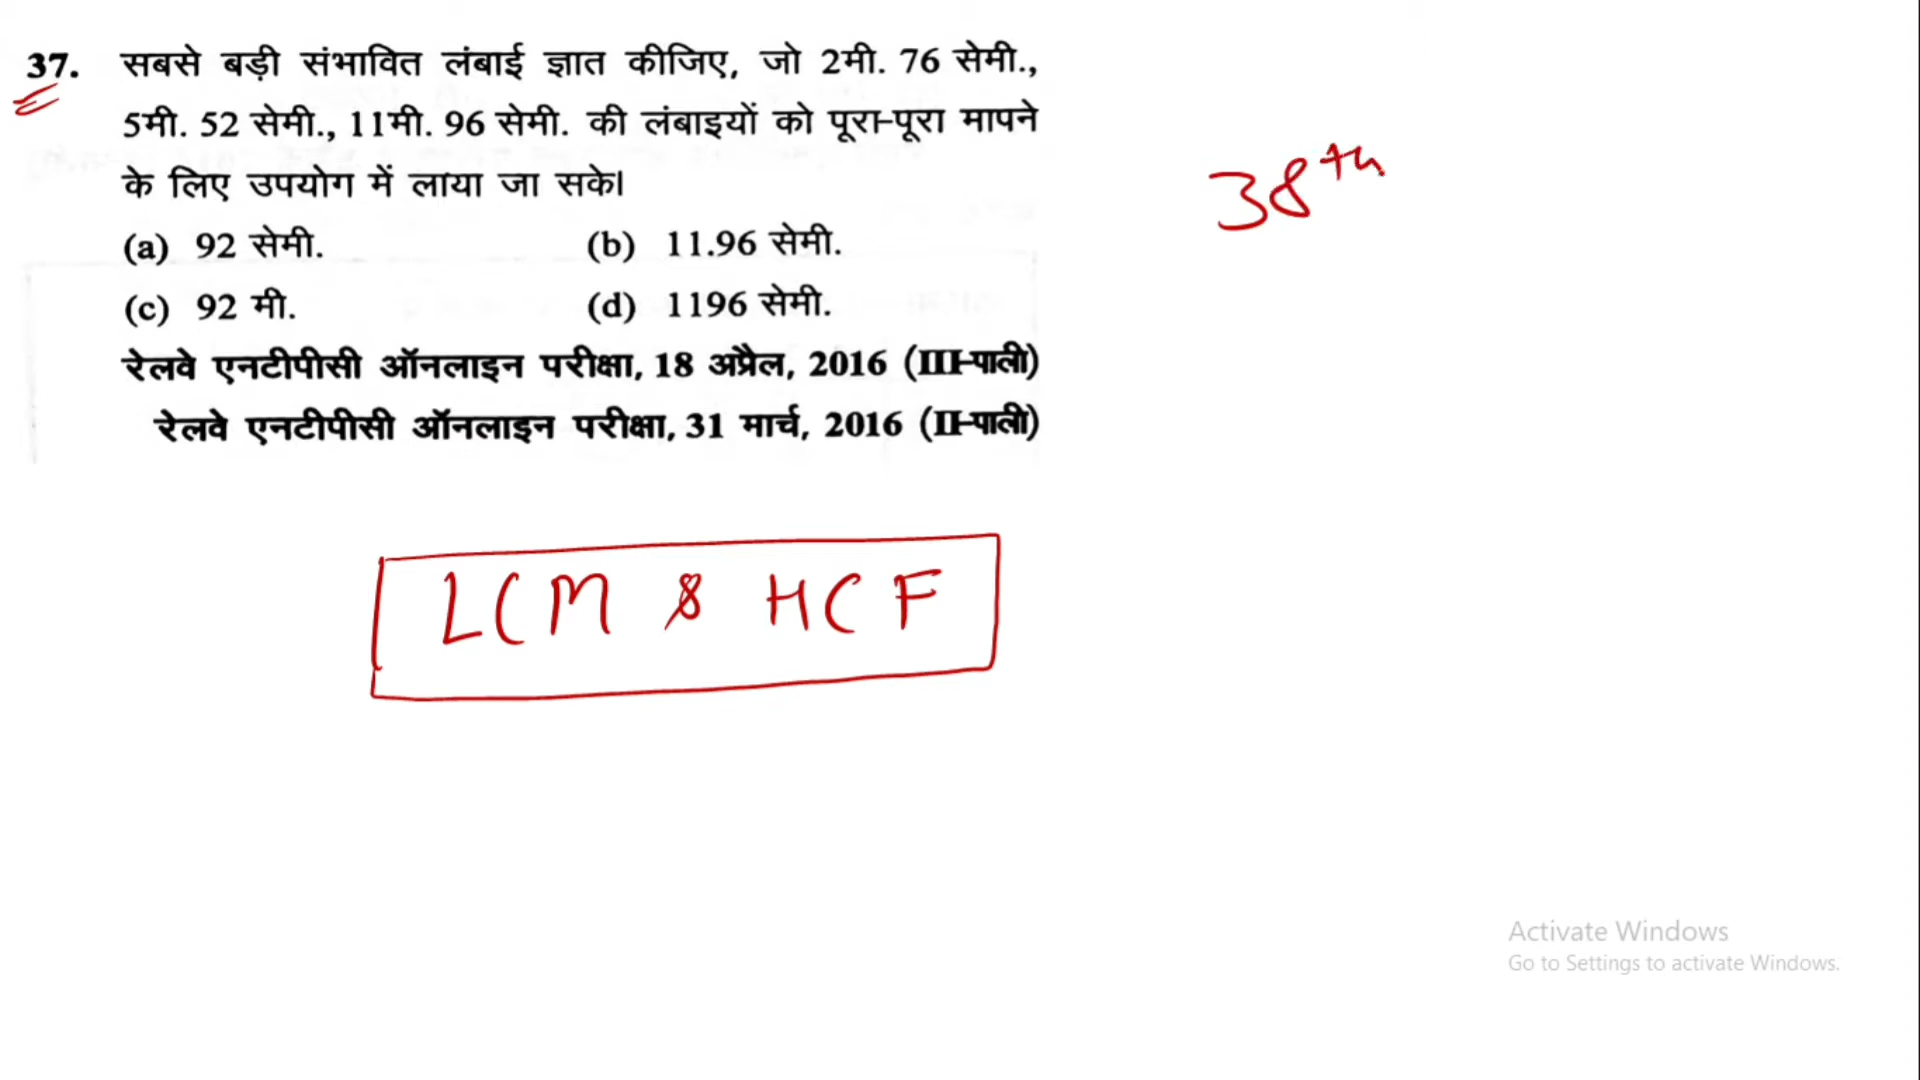 37. सबसे बड़ी संभावित लंबाई ज्ञात कीजिए, जो 2मी. 76 सेमी.,
5मी. 52 सेमी., 11मी. 96 सेमी. की लंबाइयों को पूरा-पूरा मापने
के लिए उपयोग में लाया जा सके।
(a) 92 सेमी. (b) 11.96 सेमी.
(c) 92 मी. (d) 1196 सेमी.
रेलवे एनटीपीसी ऑनलाइन परीक्षा, 18 अप्रैल, 2016 (III-पाली)
रेलवे एनटीपीसी ऑनलाइन परीक्षा, 31 मार्च, 2016 (II-पाली)
38th
LCM & HCF
Activate Windows
Go to Settings to activate Windows.